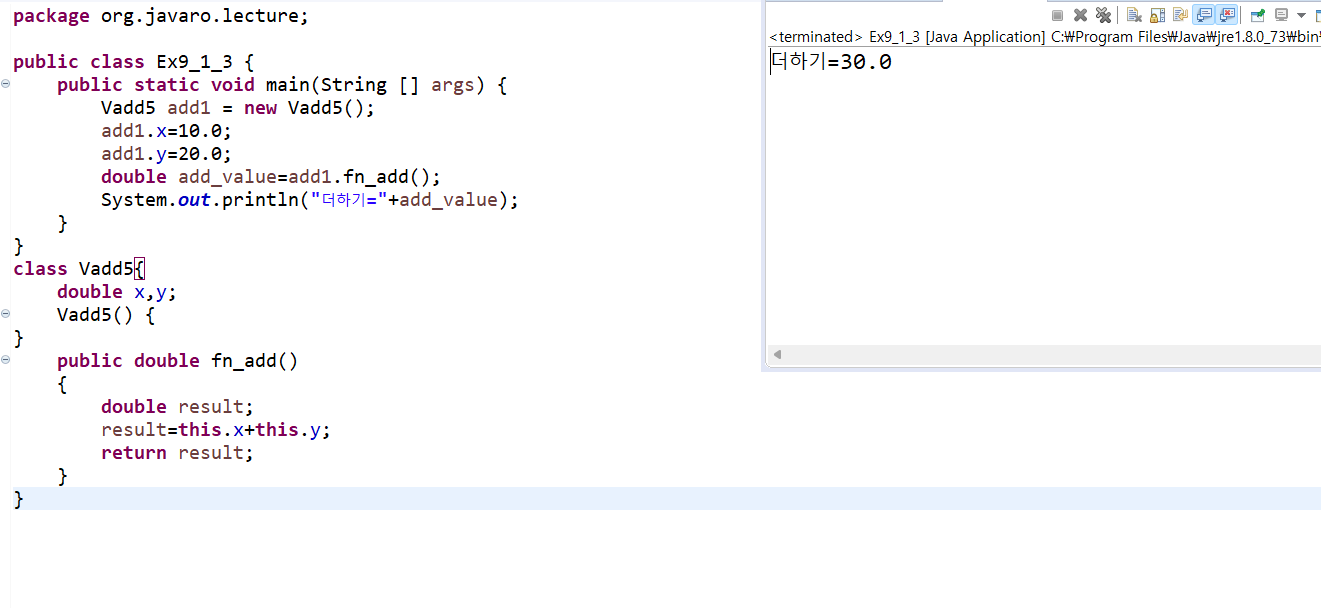 package org.javaro.lecture;
public class Ex9_1_3 {
    public static void main(String [] args) {
        Vadd5 add1 = new Vadd5();
        add1.x=10.0;
        add1.y=20.0;
        double add_value=add1.fn_add();
        System.out.println("더하기="+add_value);
    }
}
class Vadd5{
    double x,y;
    Vadd5() {
}
    public double fn_add()
    {
        double result;
        result=this.x+this.y;
        return result;
    }
}
<terminated> Ex9_1_3 [Java Application] C:₩Program Files₩Java₩jre1.8.0_73₩bin₩
더하기=30.0